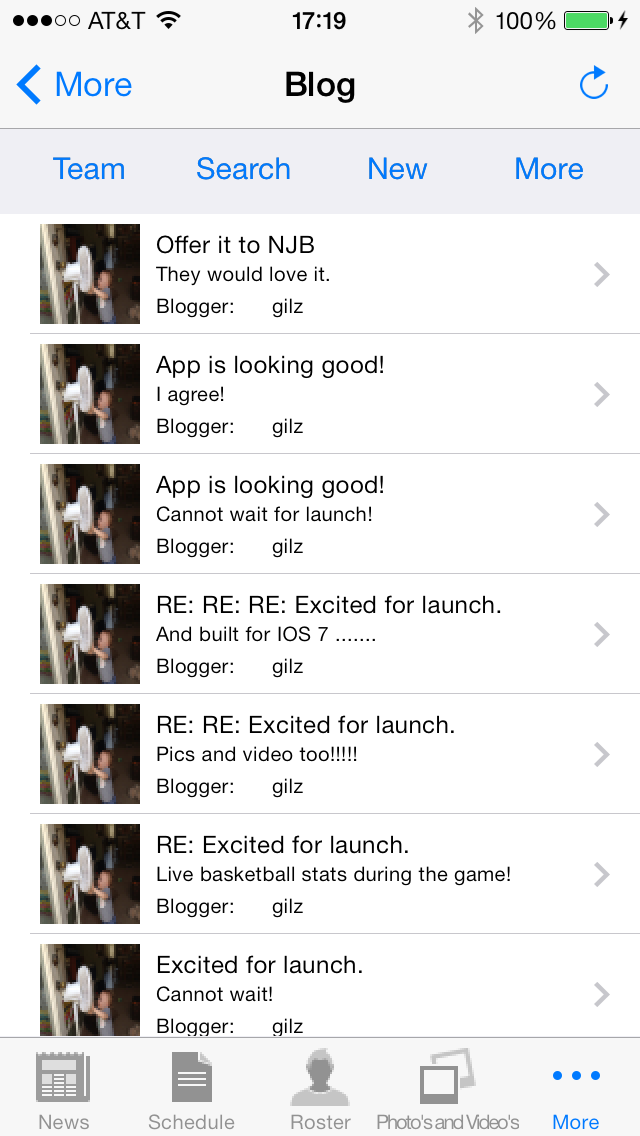 AT&T 17:19 100%
More Blog
Team Search New More
Offer it to NJB
They would love it.
Blogger: gilz
App is looking good!
I agree!
Blogger: gilz
App is looking good!
Cannot wait for launch!
Blogger: gilz
RE: RE: RE: Excited for launch.
And built for IOS 7 .......
Blogger: gilz
RE: RE: Excited for launch.
Pics and video too!!!!!
Blogger: gilz
RE: Excited for launch.
Live basketball stats during the game!
Blogger: gilz
Excited for launch.
Cannot wait!
Blogger: gilz
News Schedule Roster Photo's and Video's More